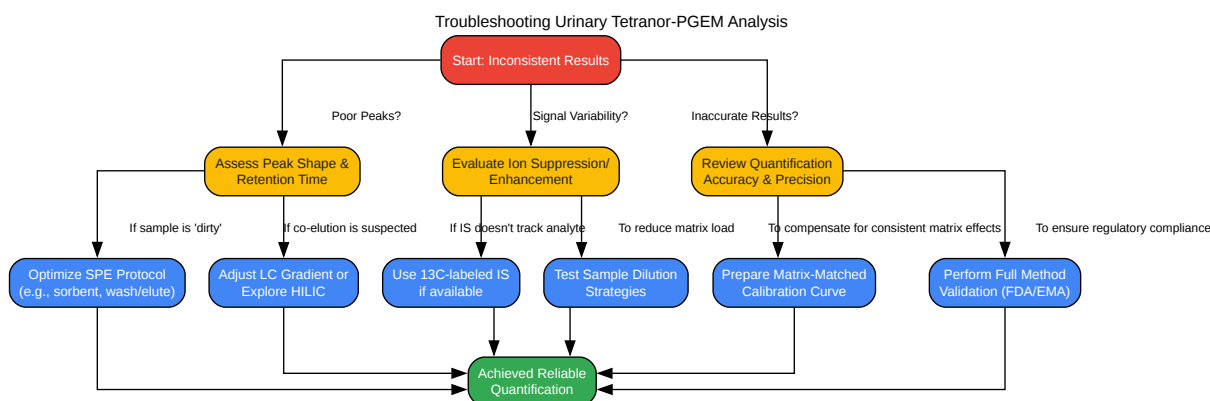 Troubleshooting Urinary Tetranor-PGEM Analysis
Start: Inconsistent Results
Poor Peaks?
Signal Variability?
Inaccurate Results?
Assess Peak Shape &
Retention Time
Evaluate Ion Suppression/
Enhancement
Review Quantification
Accuracy & Precision
If sample is 'dirty'
If co-elution is suspected
If IS doesn't track analyte
To reduce matrix load
To compensate for consistent matrix effects
To ensure regulatory compliance
Optimize SPE Protocol
(e.g., sorbent, wash/elute)
Adjust LC Gradient or
Explore HILIC
Use 13C-labeled IS
if available
Test Sample Dilution
Strategies
Prepare Matrix-Matched
Calibration Curve
Perform Full Method
Validation (FDA/EMA)
Achieved Reliable
Quantification